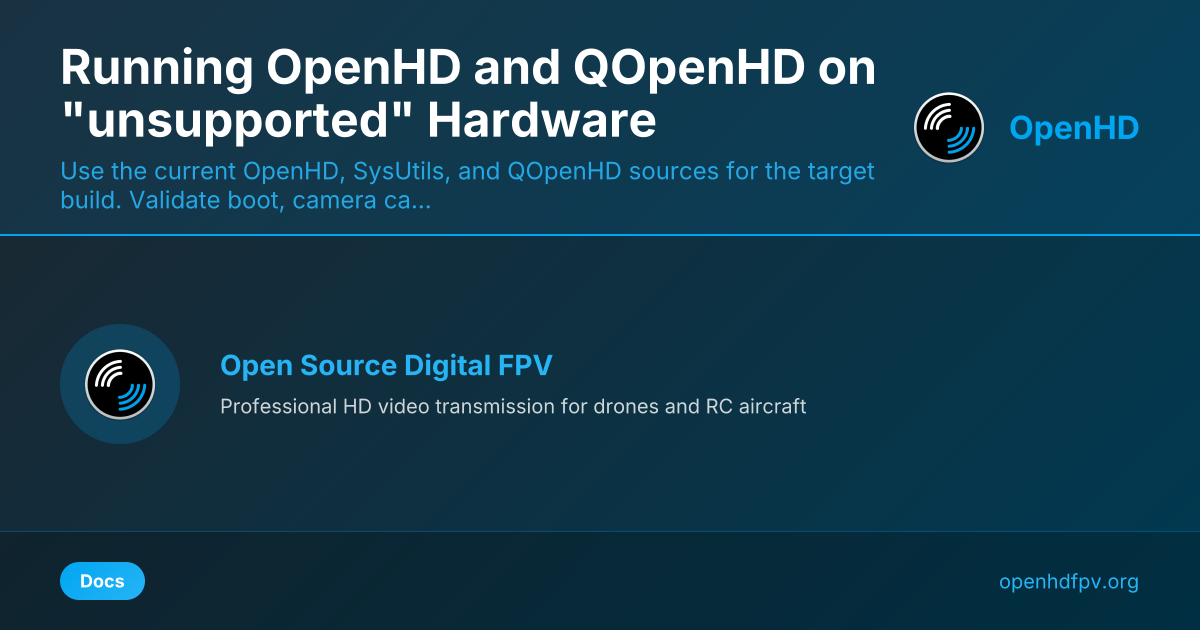 Running OpenHD and QOpenHD on
"unsupported" Hardware
Use the current OpenHD, SysUtils, and QOpenHD sources for the target
build. Validate boot, camera ca...
OpenHD
Open Source Digital FPV
Professional HD video transmission for drones and RC aircraft
Docs
openhdfpv.org